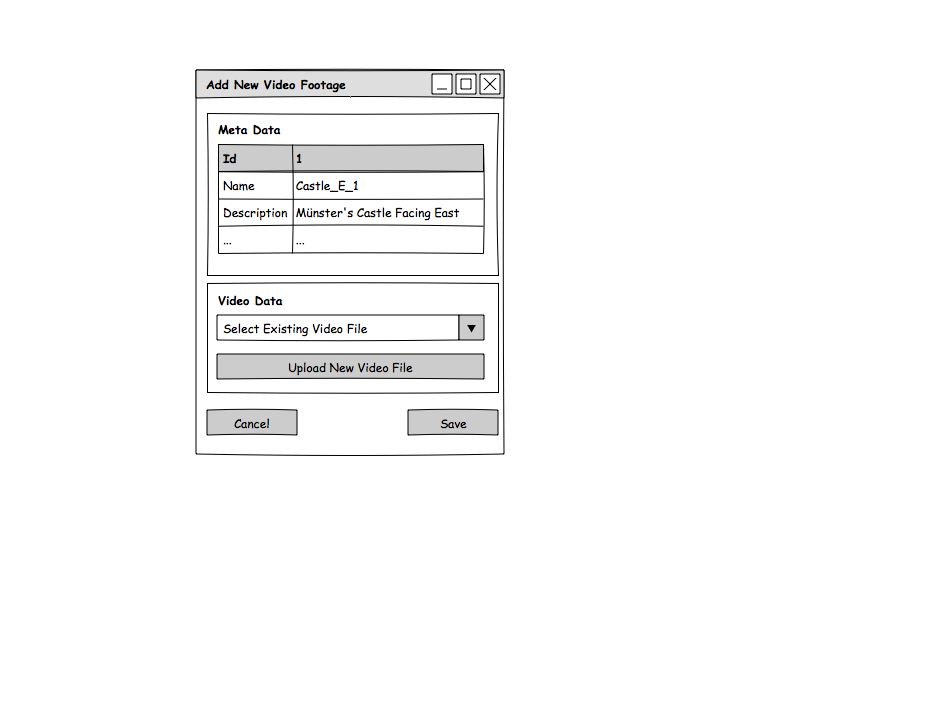 Add New Video Footage
Meta Data
Id 1
Name Castle_E_1
Description Münster's Castle Facing East
... ...
Video Data
Select Existing Video File
Upload New Video File
Cancel Save